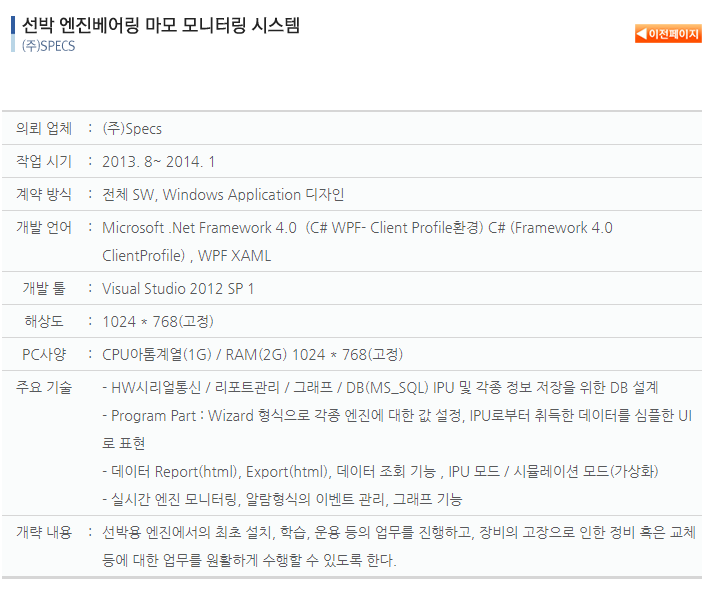 선박 엔진베어링 마모 모니터링 시스템
(주)SPECS
◀이전페이지
의뢰 업체 : (주)Specs
작업 시기 : 2013. 8~ 2014. 1
계약 방식 : 전체 SW, Windows Application 디자인
개발 언어 : Microsoft .Net Framework 4.0 (C# WPF- Client Profile환경) C# (Framework 4.0
ClientProfile) , WPF XAML
개발 툴 : Visual Studio 2012 SP 1
해상도 : 1024 * 768(고정)
PC사양 : CPU아톰계열(1G) / RAM(2G) 1024 * 768(고정)
주요 기술 - HW시리얼통신 / 리포트관리 / 그래프 / DB(MS_SQL) IPU 및 각종 정보 저장을 위한 DB 설계
- Program Part : Wizard 형식으로 각종 엔진에 대한 값 설정, IPU로부터 취득한 데이터를 심플한 UI
로 표현
- 데이터 Report(html), Export(html), 데이터 조회 기능 , IPU 모드 / 시뮬레이션 모드(가상화)
- 실시간 엔진 모니터링, 알람형식의 이벤트 관리, 그래프 기능
개략 내용 : 선박용 엔진에서의 최초 설치, 학습, 운용 등의 업무를 진행하고, 장비의 고장으로 인한 정비 혹은 교체
등에 대한 업무를 원활하게 수행할 수 있도록 한다.